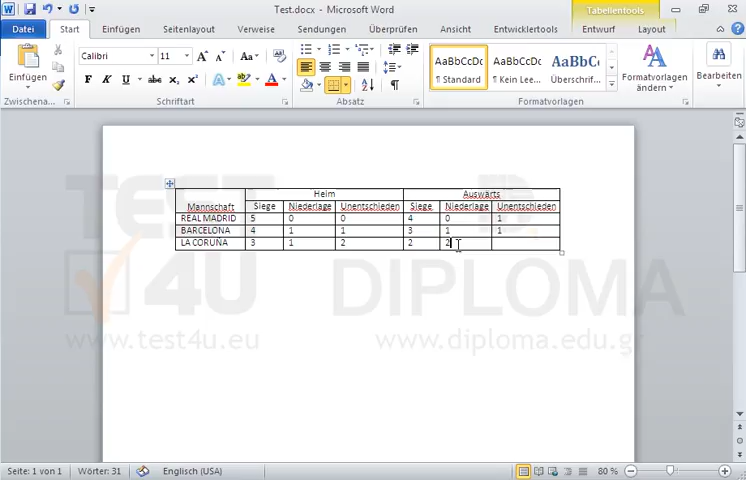 Test.docx - Microsoft Word
Tabellentools
Datei Start Einfügen Seitenlayout Verweise Sendungen Überprüfen Ansicht Entwicklertools Entwurf Layout
Calibri 11
Einfügen
AaBbCcDc AaBbCcDc AaBbCc
¶ Standard ¶ Kein Lee... Überschrif...
Formatvorlagen ändern
Bearbeiten
Zwischena... Schriftart Absatz Formatvorlagen
Mannschaft Heim Auswärts
Siege Niederlage Unentschieden Siege Niederlage Unentschieden
REAL MADRID 5 0 0 4 0 1
BARCELONA 4 1 1 3 1 1
LA CORUÑA 3 1 2 2 2
TEST 4U DIPLOMA
www.test4u.eu www.diploma.edu.gr
Seite: 1 von 1 Wörter: 31 Englisch (USA) 80 %